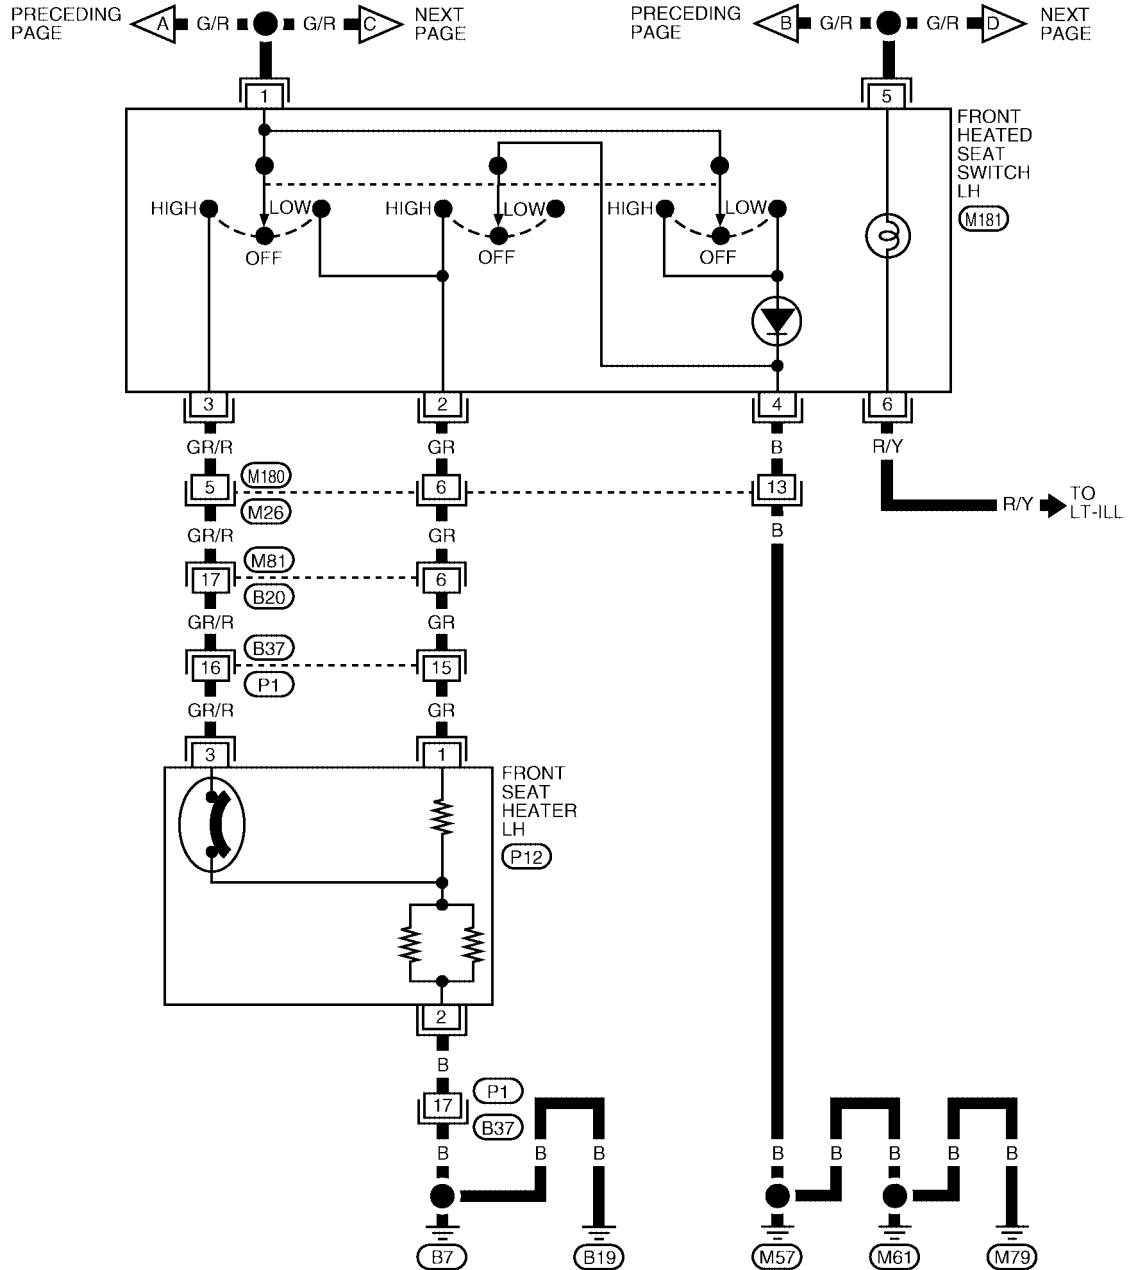 PRECEDING PAGE
A
G/R
G/R
C
NEXT PAGE
PRECEDING PAGE
B
G/R
G/R
D
NEXT PAGE
1
5
FRONT
HEATED
SEAT
SWITCH
LH
M181
HIGH
LOW
HIGH
LOW
HIGH
LOW
OFF
OFF
OFF
3
2
4
6
GR/R
GR
B
R/Y
5
M180
M26
6
13
R/Y
TO
LT-ILL
GR/R
GR
B
17
M81
B20
6
GR/R
GR
16
B37
P1
15
GR/R
GR
3
1
FRONT
SEAT
HEATER
LH
P12
2
B
17
P1
B37
B
B
B
B
B
B
B
B
B7
B19
M57
M61
M79